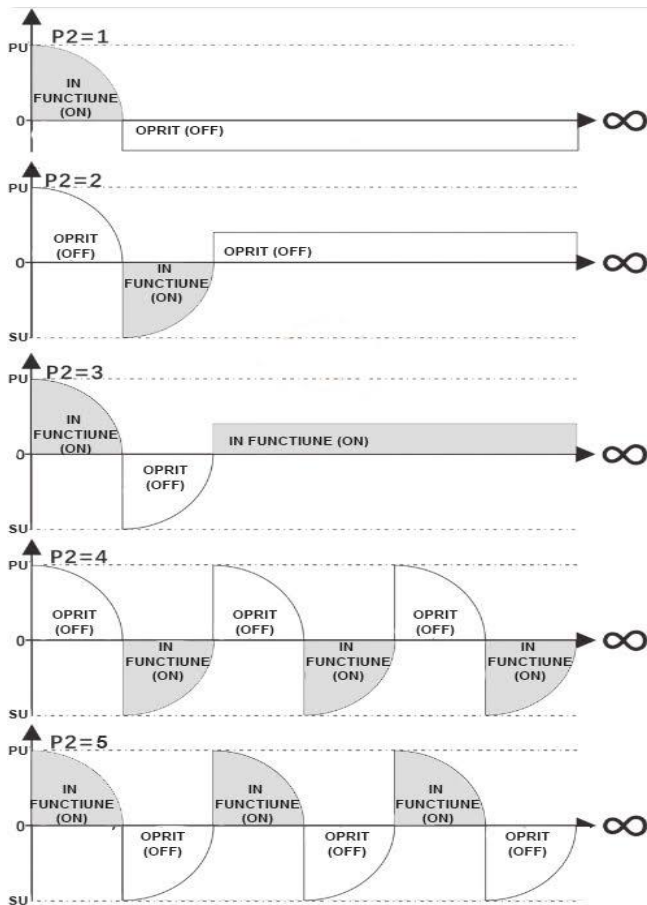 P2=1
PU
IN
FUNCTIUNE
(ON)
0
OPRIT (OFF)
∞
P2=2
PU
OPRIT
(OFF)
OPRIT (OFF)
0
∞
IN
FUNCTIUNE
(ON)
SU
P2=3
PU
IN
FUNCTIUNE
(ON)
IN FUNCTIUNE (ON)
0
∞
OPRIT
(OFF)
SU
P2=4
PU
OPRIT
(OFF)
OPRIT
(OFF)
OPRIT
(OFF)
0
∞
IN
FUNCTIUNE
(ON)
IN
FUNCTIUNE
(ON)
IN
FUNCTIUNE
(ON)
SU
P2=5
PU
IN
FUNCTIUNE
(ON)
IN
FUNCTIUNE
(ON)
IN
FUNCTIUNE
(ON)
0
∞
OPRIT
(OFF)
OPRIT
(OFF)
OPRIT
(OFF)
SU